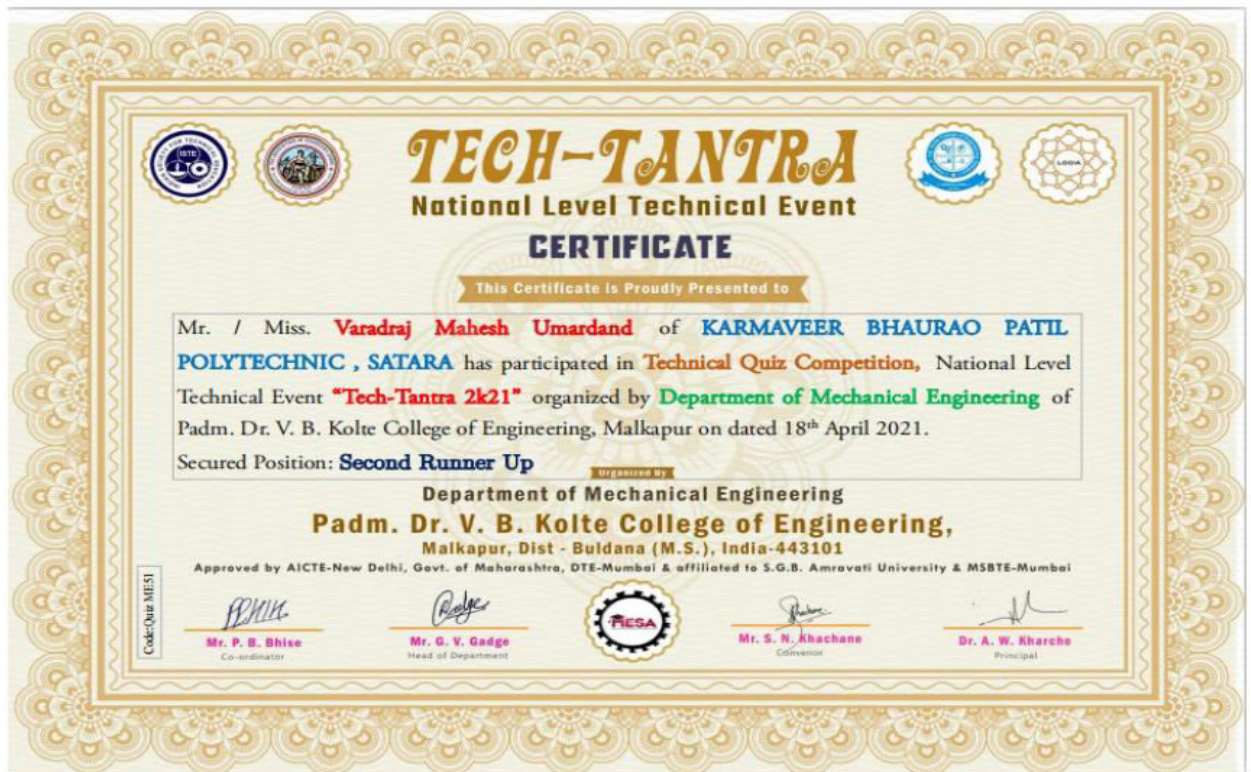 ISTE
LOGIA
TECH-TANTRA
National Level Technical Event
CERTIFICATE
This Certificate is Proudly Presented to
Mr. / Miss. Varadraj Mahesh Umardand of KARMAVEER BHAURAO PATIL
POLYTECHNIC , SATARA has participated in Technical Quiz Competition, National Level
Technical Event “Tech-Tantra 2k21” organized by Department of Mechanical Engineering of
Padm. Dr. V. B. Kolte College of Engineering, Malkapur on dated 18th April 2021.
Secured Position: Second Runner Up
Organized By
Department of Mechanical Engineering
Padm. Dr. V. B. Kolte College of Engineering,
Malkapur, Dist - Buldana (M.S.), India-443101
Approved by AICTE-New Delhi, Govt. of Maharashtra, DTE-Mumbai & affiliated to S.G.B. Amravati University & MSBTE-Mumbai
Code:Quiz ME51
MESA
Mr. P. B. Bhise
Co-ordinator
Mr. G. V. Gadge
Head of Department
Mr. S. N. Khachane
Convenor
Dr. A. W. Kharche
Principal